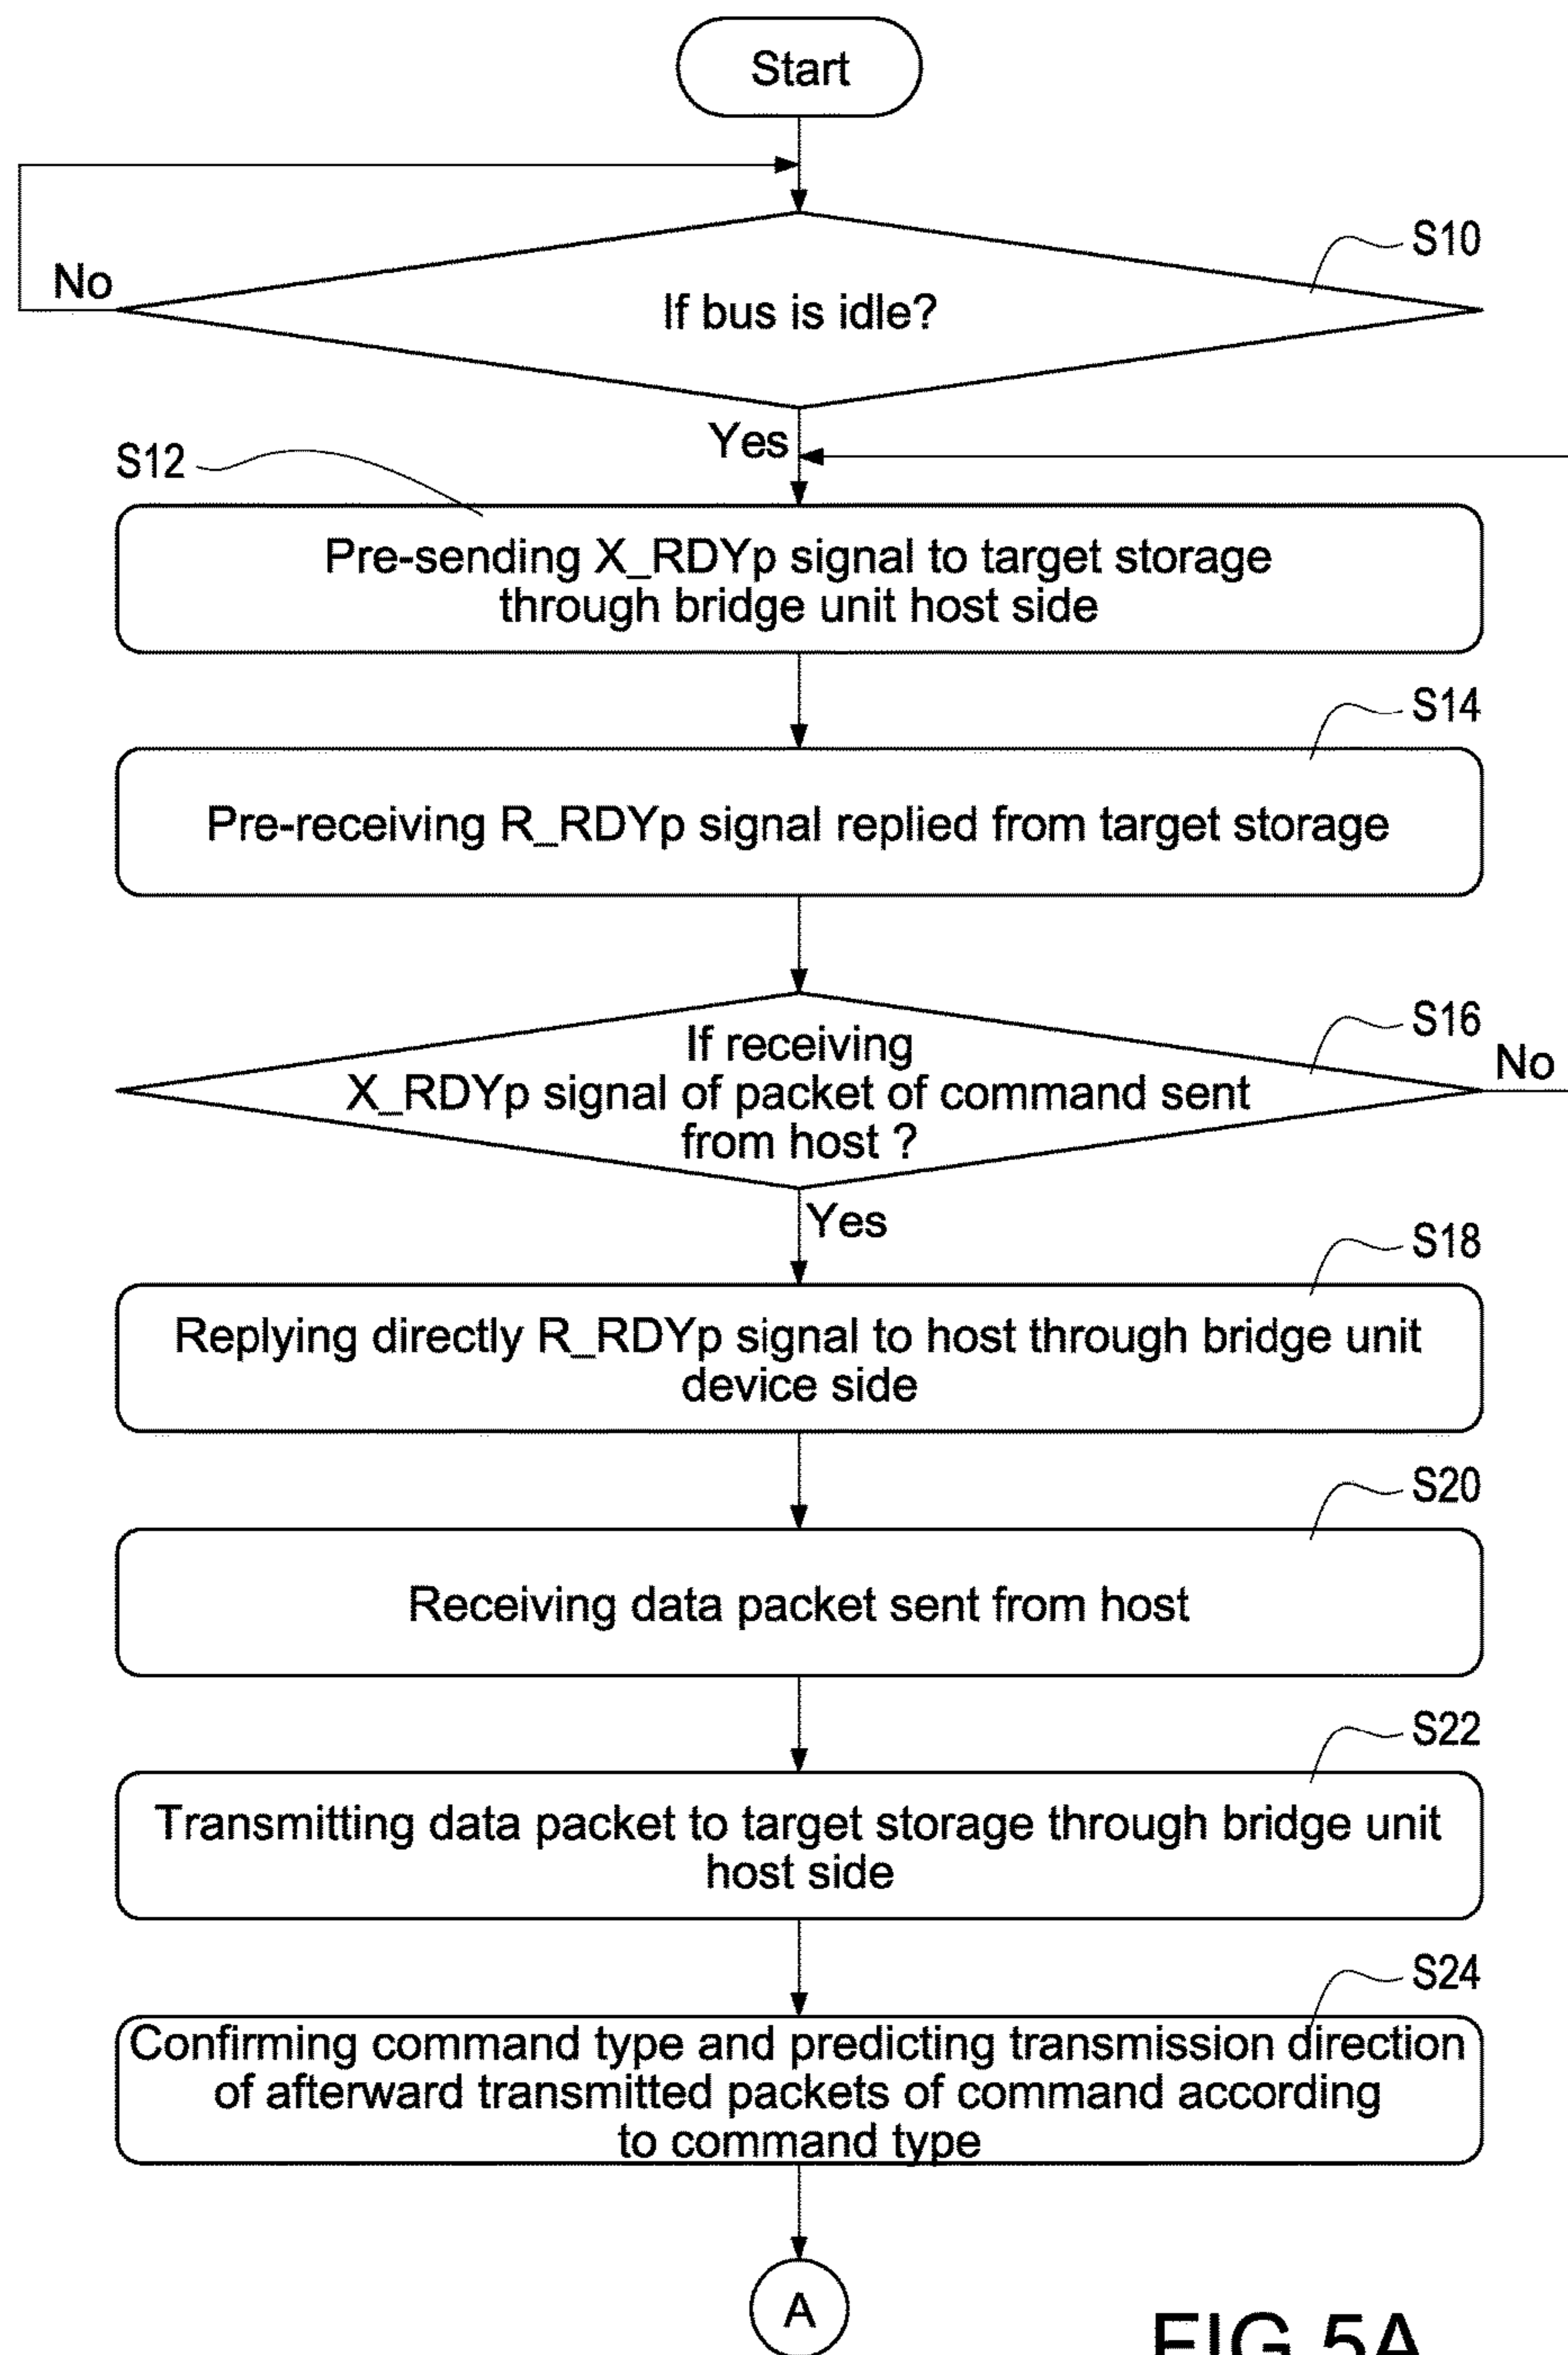 Start
S10
No
If bus is idle?
Yes
S12
Pre-sending X_RDYp signal to target storage
through bridge unit host side
S14
Pre-receiving R_RDYp signal replied from target storage
S16
If receiving
X_RDYp signal of packet of command sent
from host ?
No
Yes
S18
Replying directly R_RDYp signal to host through bridge unit
device side
S20
Receiving data packet sent from host
S22
Transmitting data packet to target storage through bridge unit
host side
S24
Confirming command type and predicting transmission direction
of afterward transmitted packets of command according
to command type
A
FIG.5A